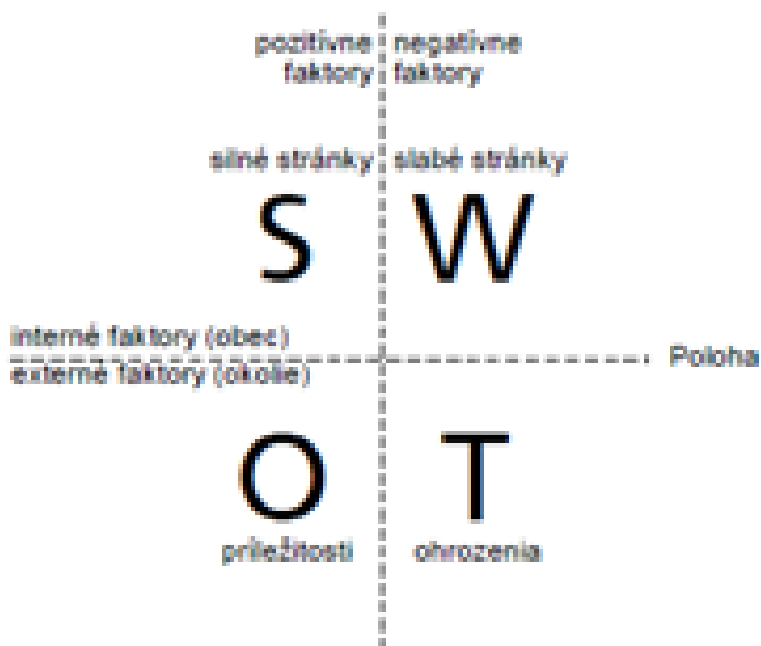 pozitívne negatívne
faktory faktory
silné stránky slabé stránky
S W
interné faktory (obec)
Poloha
externé faktory (okolie)
O T
príležitosti ohrozenia